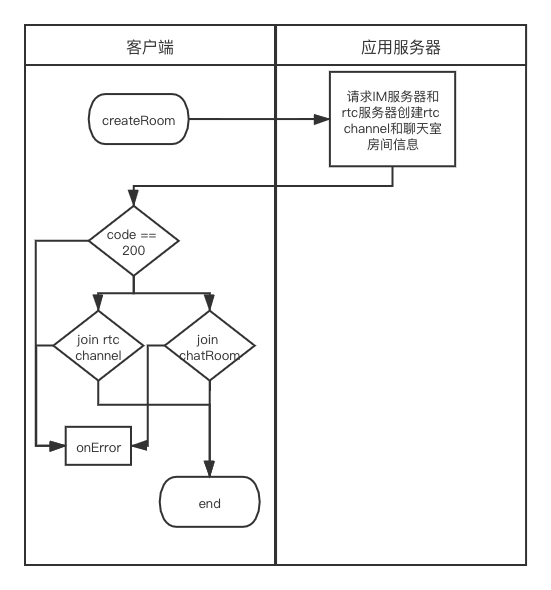 客户端
应用服务器
createRoom
请求IM服务器和
rtc服务器创建rtc
channel和聊天室
房间信息
code ==
200
join rtc
channel
join
chatRoom
onError
end